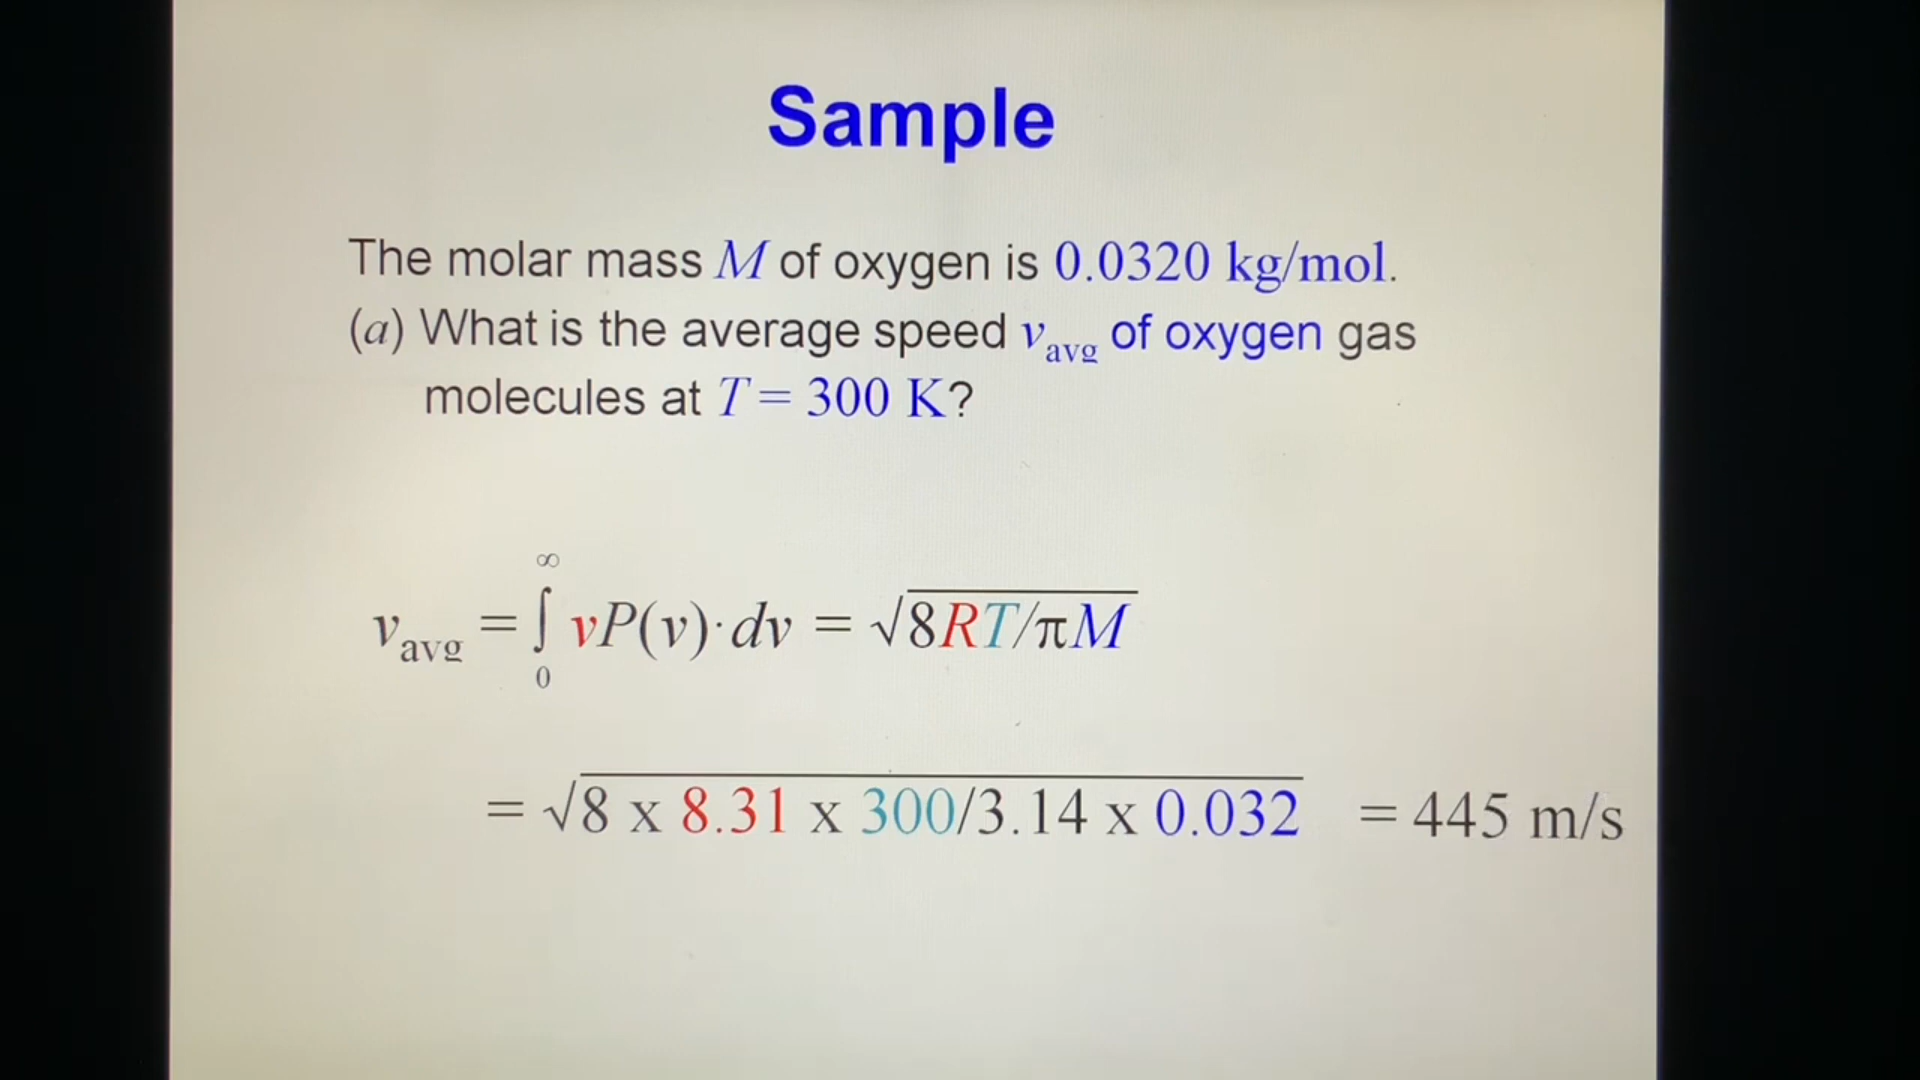 Sample
The molar mass M of oxygen is 0.0320 kg/mol.
(a) What is the average speed vavg of oxygen gas
molecules at T = 300 K?
vavg = ∫₀^∞ vP(v)·dv = √8RT/πM
= √8 x 8.31 x 300/3.14 x 0.032 = 445 m/s